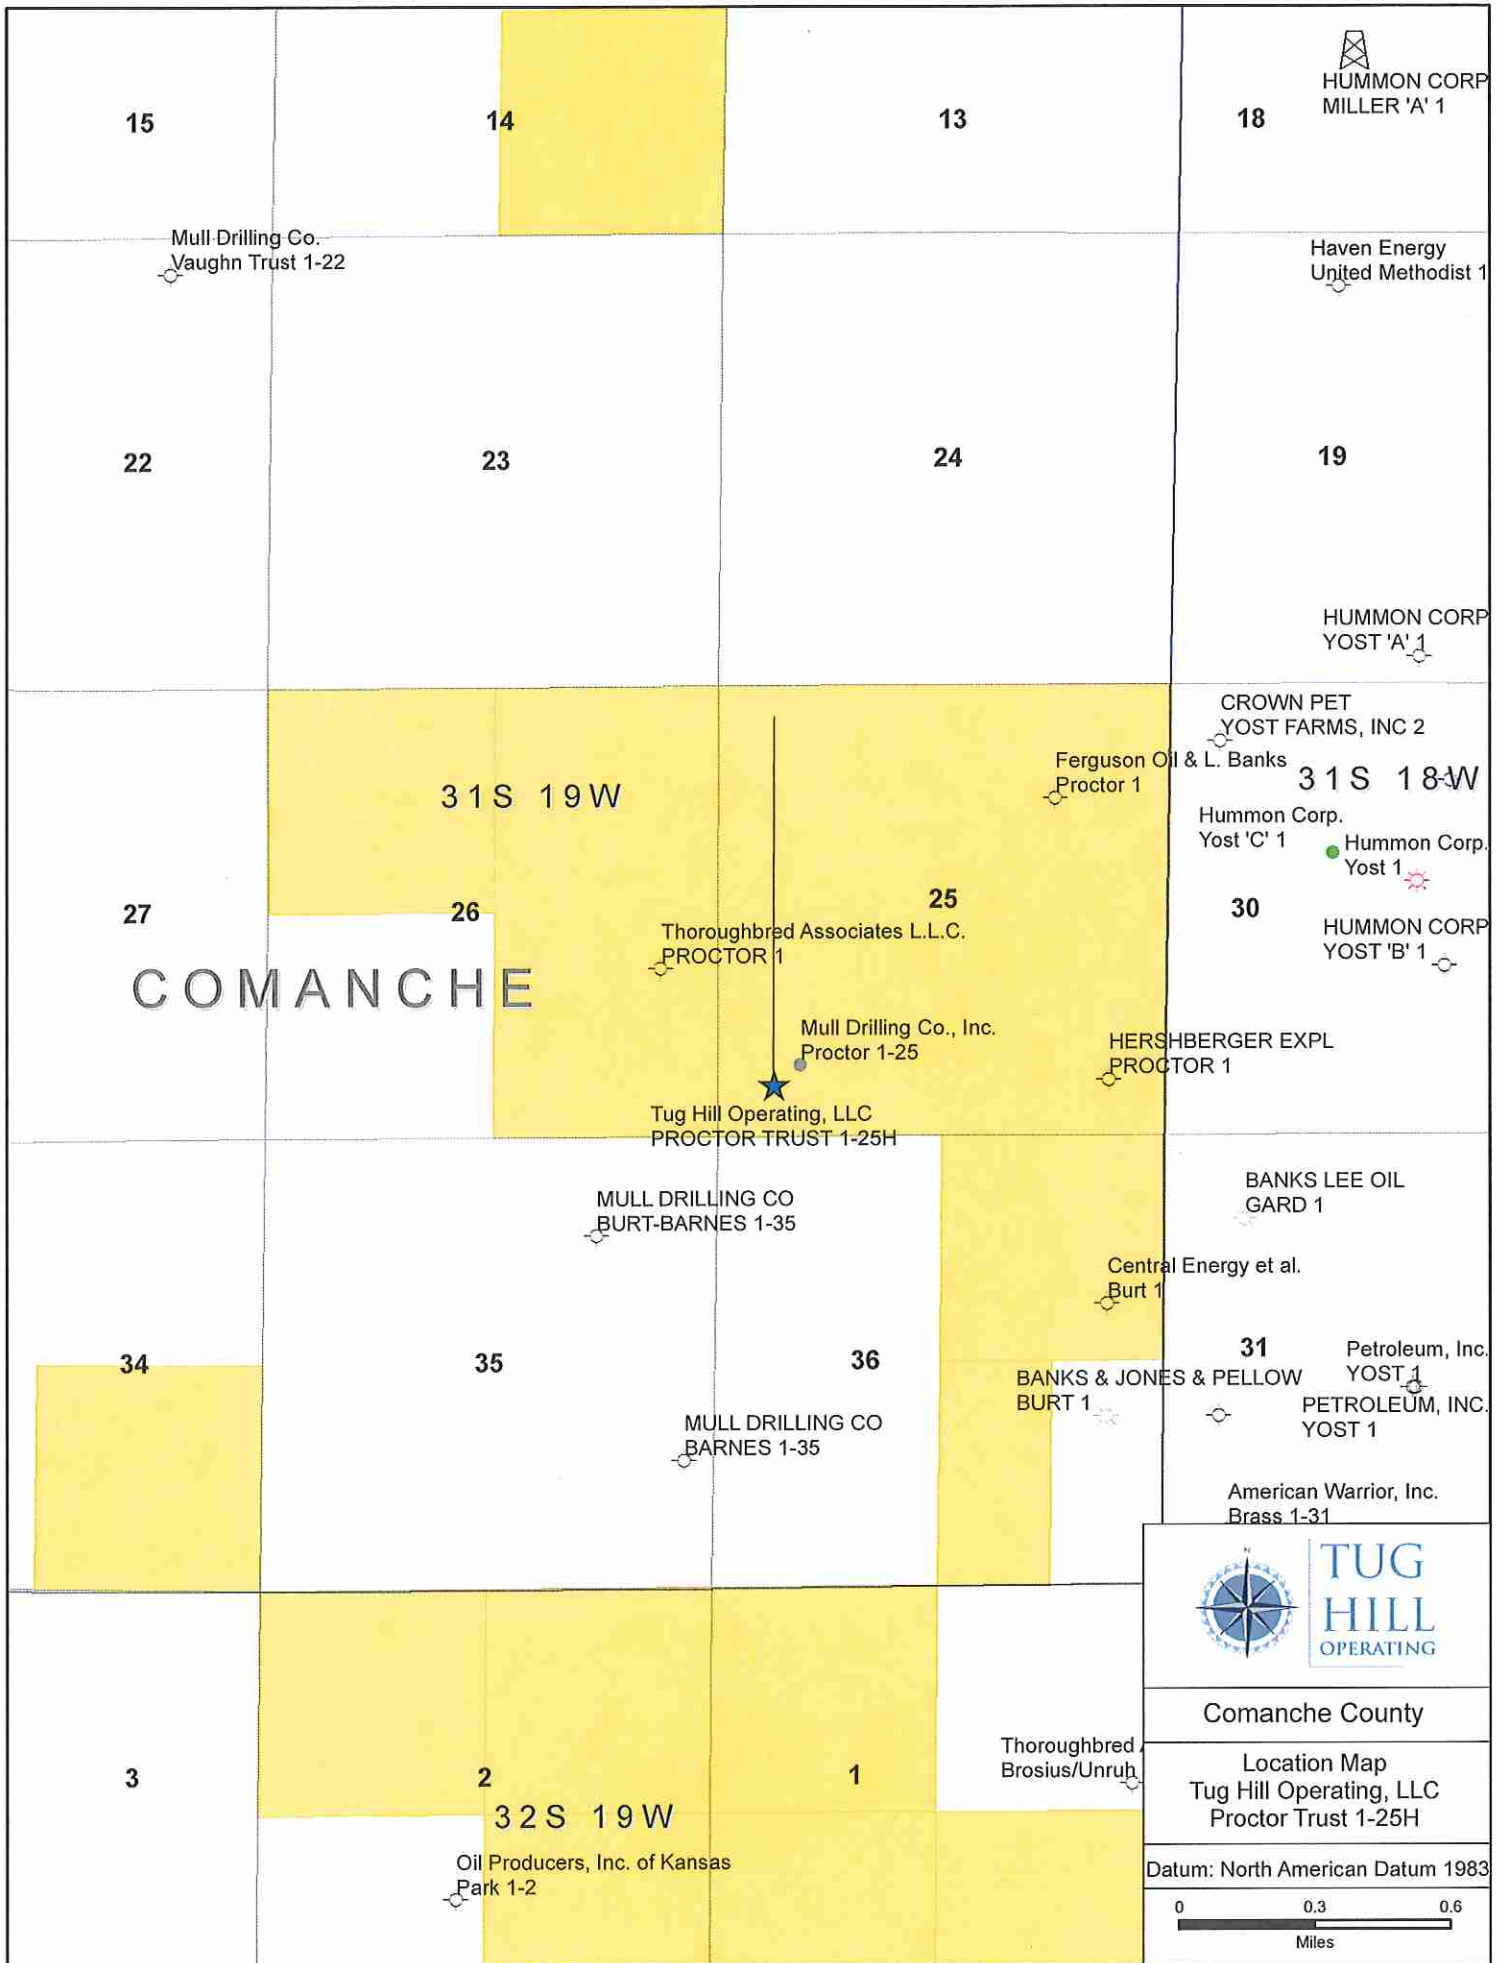 HUMMON CORP
MILLER 'A' 1
15
14
13
18
Mull Drilling Co.
Vaughn Trust 1-22
Haven Energy
United Methodist 1
22
23
24
19
HUMMON CORP
YOST 'A' 1
CROWN PET
YOST FARMS, INC 2
Ferguson Oil & L. Banks
Proctor 1
31S 19W
31S 18W
Hummon Corp.
Yost 'C' 1
Hummon Corp.
Yost 1
27
26
25
30
Thoroughbred Associates L.L.C.
PROCTOR 1
HUMMON CORP
YOST 'B' 1
COMANCHE
Mull Drilling Co., Inc.
Proctor 1-25
HERSHBERGER EXPL
PROCTOR 1
Tug Hill Operating, LLC
PROCTOR TRUST 1-25H
MULL DRILLING CO
BURT-BARNES 1-35
BANKS LEE OIL
GARD 1
Central Energy et al.
Burt 1
34
35
36
31
Petroleum, Inc.
YOST 1
BANKS & JONES & PELLOW
BURT 1
PETROLEUM, INC.
YOST 1
MULL DRILLING CO
BARNES 1-35
American Warrior, Inc.
Brass 1-31
N
TUG
HILL
OPERATING
Comanche County
Location Map
Tug Hill Operating, LLC
Proctor Trust 1-25H
Datum: North American Datum 1983
0 0.3 0.6
Miles
Thoroughbred
Brosius/Unruh
3
2
1
32S 19W
Oil Producers, Inc. of Kansas
Park 1-2